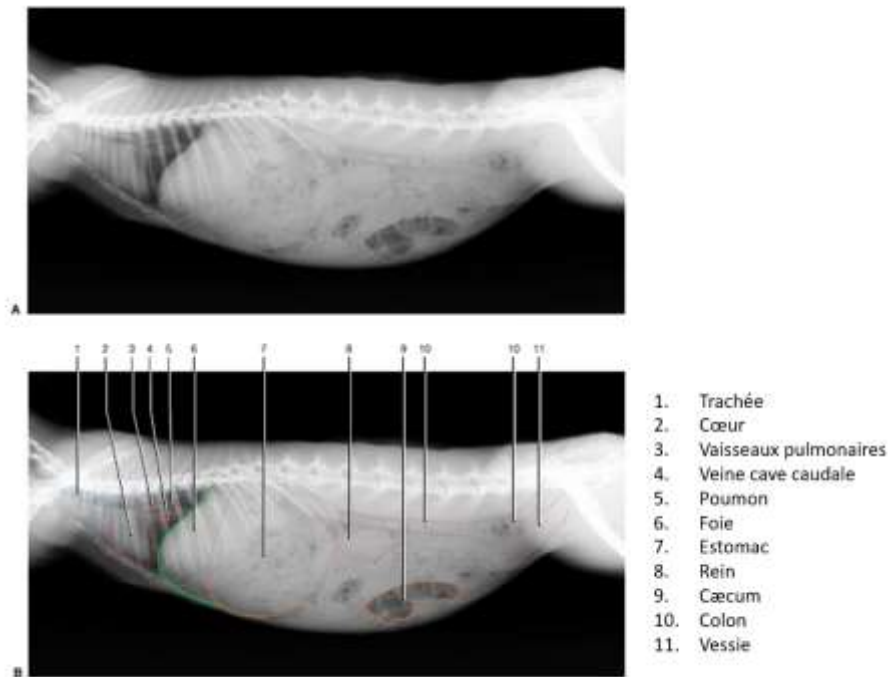 A
1 2 3 4 5 6 7 8 9 10 10 11
B
1. Trachée
2. Cœur
3. Vaisseaux pulmonaires
4. Veine cave caudale
5. Poumon
6. Foie
7. Estomac
8. Rein
9. Cæcum
10. Colon
11. Vessie